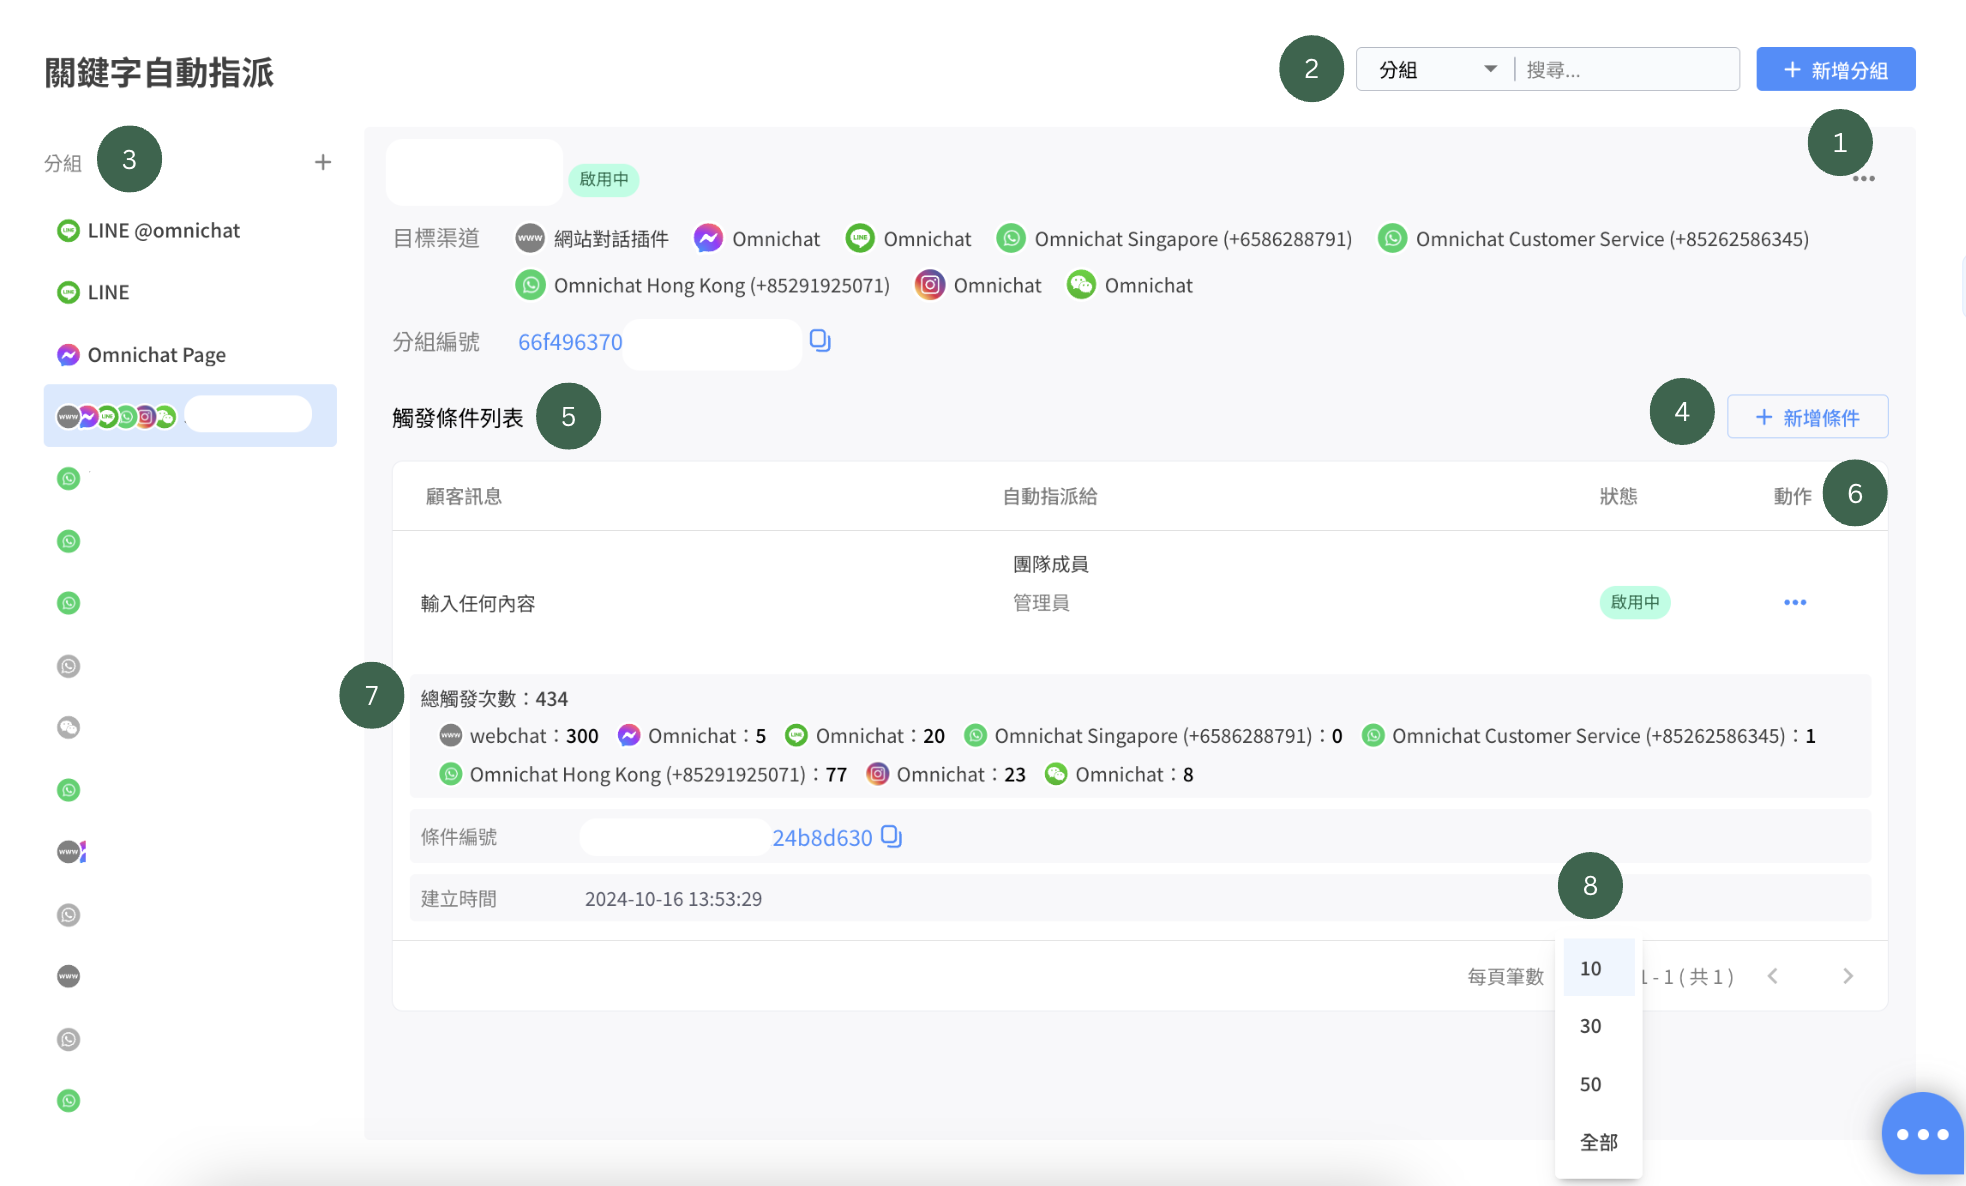 關鍵字自動指派
2 分組 搜尋... + 新增分組
1
分組 3 +
LINE @omnichat
LINE
Omnichat Page
啟用中
目標渠道 www 網站對話插件 Omnichat LINE Omnichat Omnichat Singapore (+6586288791) Omnichat Customer Service (+85262586345)
Omnichat Hong Kong (+85291925071) Omnichat Omnichat
分組編號 66f496370
觸發條件列表 5 4 + 新增條件
顧客訊息 自動指派給 狀態 動作 6
團隊成員
輸入任何內容 管理員 啟用中
7 總觸發次數：434
www webchat：300 Omnichat：5 LINE Omnichat：20 Omnichat Singapore (+6586288791)：0 Omnichat Customer Service (+85262586345)：1
Omnichat Hong Kong (+85291925071)：77 Omnichat：23 Omnichat：8
條件編號 24b8d630
建立時間 2024-10-16 13:53:29
8
每頁筆數 10 1 - 1 ( 共 1 )
30
50
全部